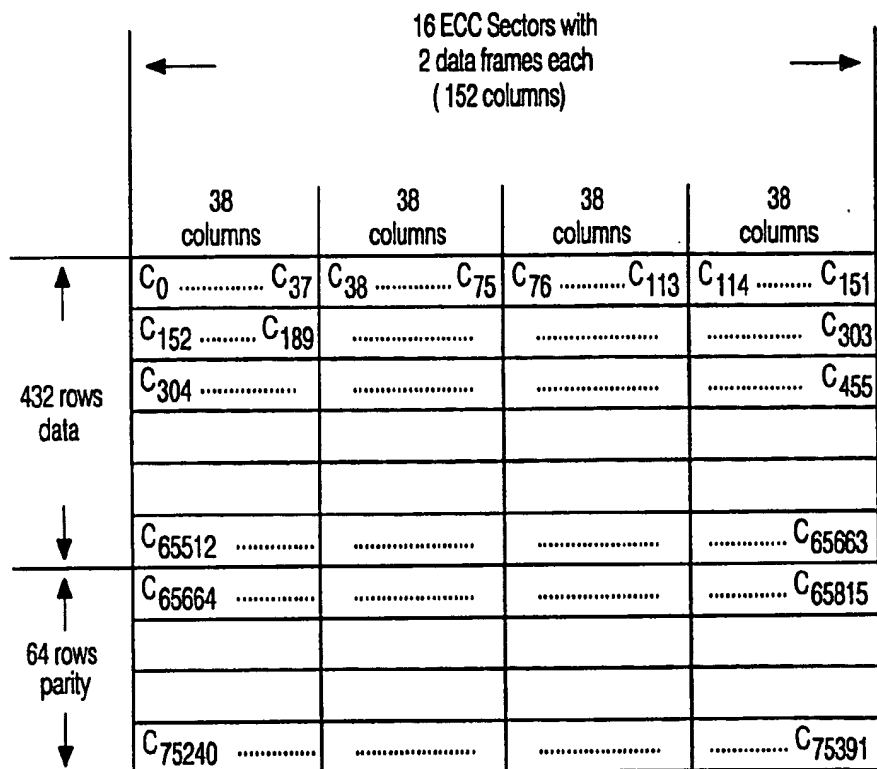 16 ECC Sectors with
2 data frames each
( 152 columns)
38 columns
38 columns
38 columns
38 columns
C0 .............. C37 C38 ............ C75 C76 .......... C113 C114 ......... C151
C152 ........ C189 .................. .................. .............. C303
C304 .............. .................. .................. .............. C455
432 rows
data
C65512 ............ .................. .................. .......... C65663
C65664 ............ .................. .................. .......... C65815
64 rows
parity
C75240 ............ .................. .................. .......... C75391